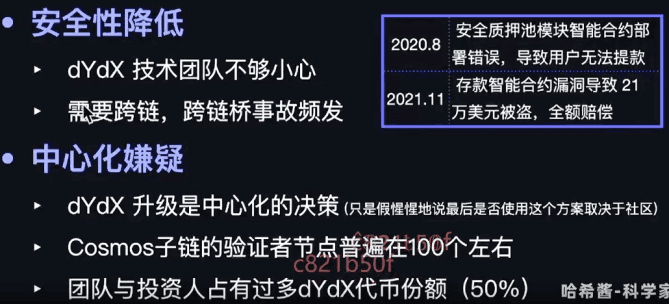 • 安全性降低
▸ dYdX 技术团队不够小心
▸ 需要跨链，跨链桥事故频发
2020.8 安全质押池模块智能合约部
署错误，导致用户无法提款
2021.11 存款智能合约漏洞导致 21
万美元被盗，全额赔偿
• 中心化嫌疑
▸ dYdX 升级是中心化的决策 (只是假惺惺地说最后是否使用这个方案取决于社区)
▸ Cosmos子链的验证者节点普遍在100个左右
c821b50f
▸ 团队与投资人占有过多dYdX代币份额（50%）
哈希酱-科学家